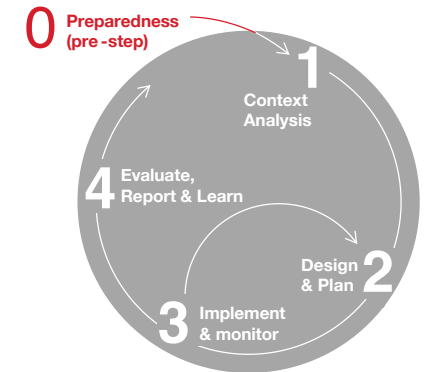 0 Preparedness
(pre-step)
1
Context
Analysis
2
Design
& Plan
3
Implement
& monitor
4
Evaluate,
Report & Learn